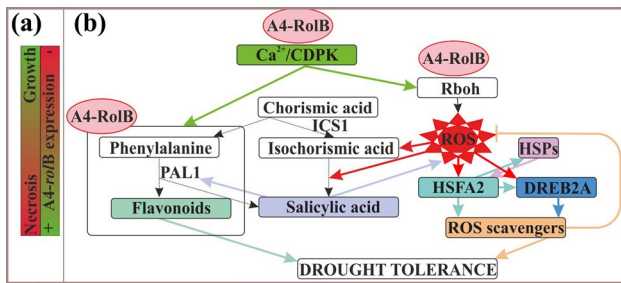 (a)
Necrosis Growth
+ A4-rolB expression -
(b)
A4-RolB
Ca2+/CDPK
A4-RolB
Rboh
A4-RolB
Chorismic acid
ICS1
Phenylalanine
Isochorismic acid
ROS
HSPs
PAL1
HSFA2
DREB2A
Flavonoids
Salicylic acid
ROS scavengers
DROUGHT TOLERANCE